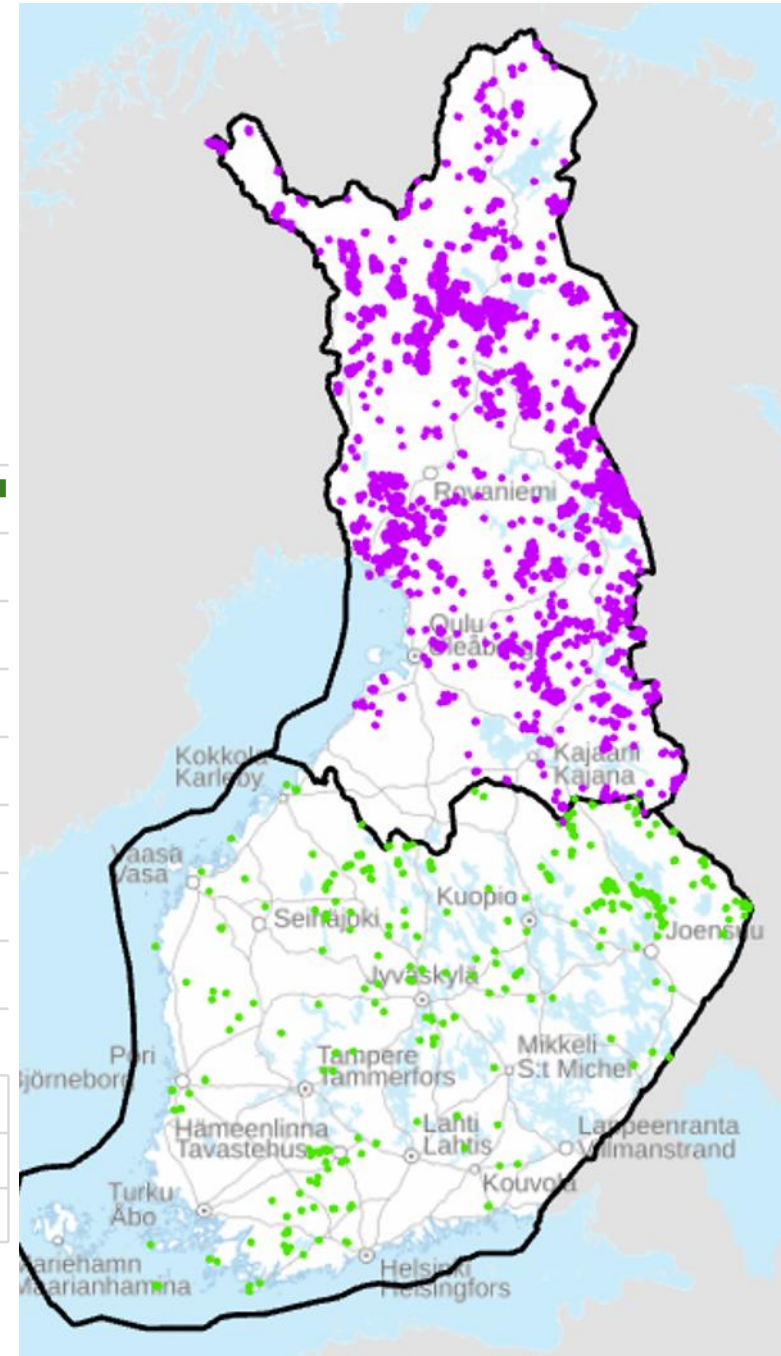 Rovaniemi
Oulu
Uleåborg
Kokkola
Karleby
Kajaani
Kajana
Vaasa
Vasa
Kuopio
Seinäjoki
Joensuu
Jyväskylä
Mikkeli
S:t Michel
Pori
Björneborg
Tampere
Tammerfors
Hämeenlinna
Tavastehus
Lahti
Lahtis
Lappeenranta
Villmanstrand
Kouvola
Turku
Åbo
Mariehamn
Maarianhamina
Helsinki
Helsingfors